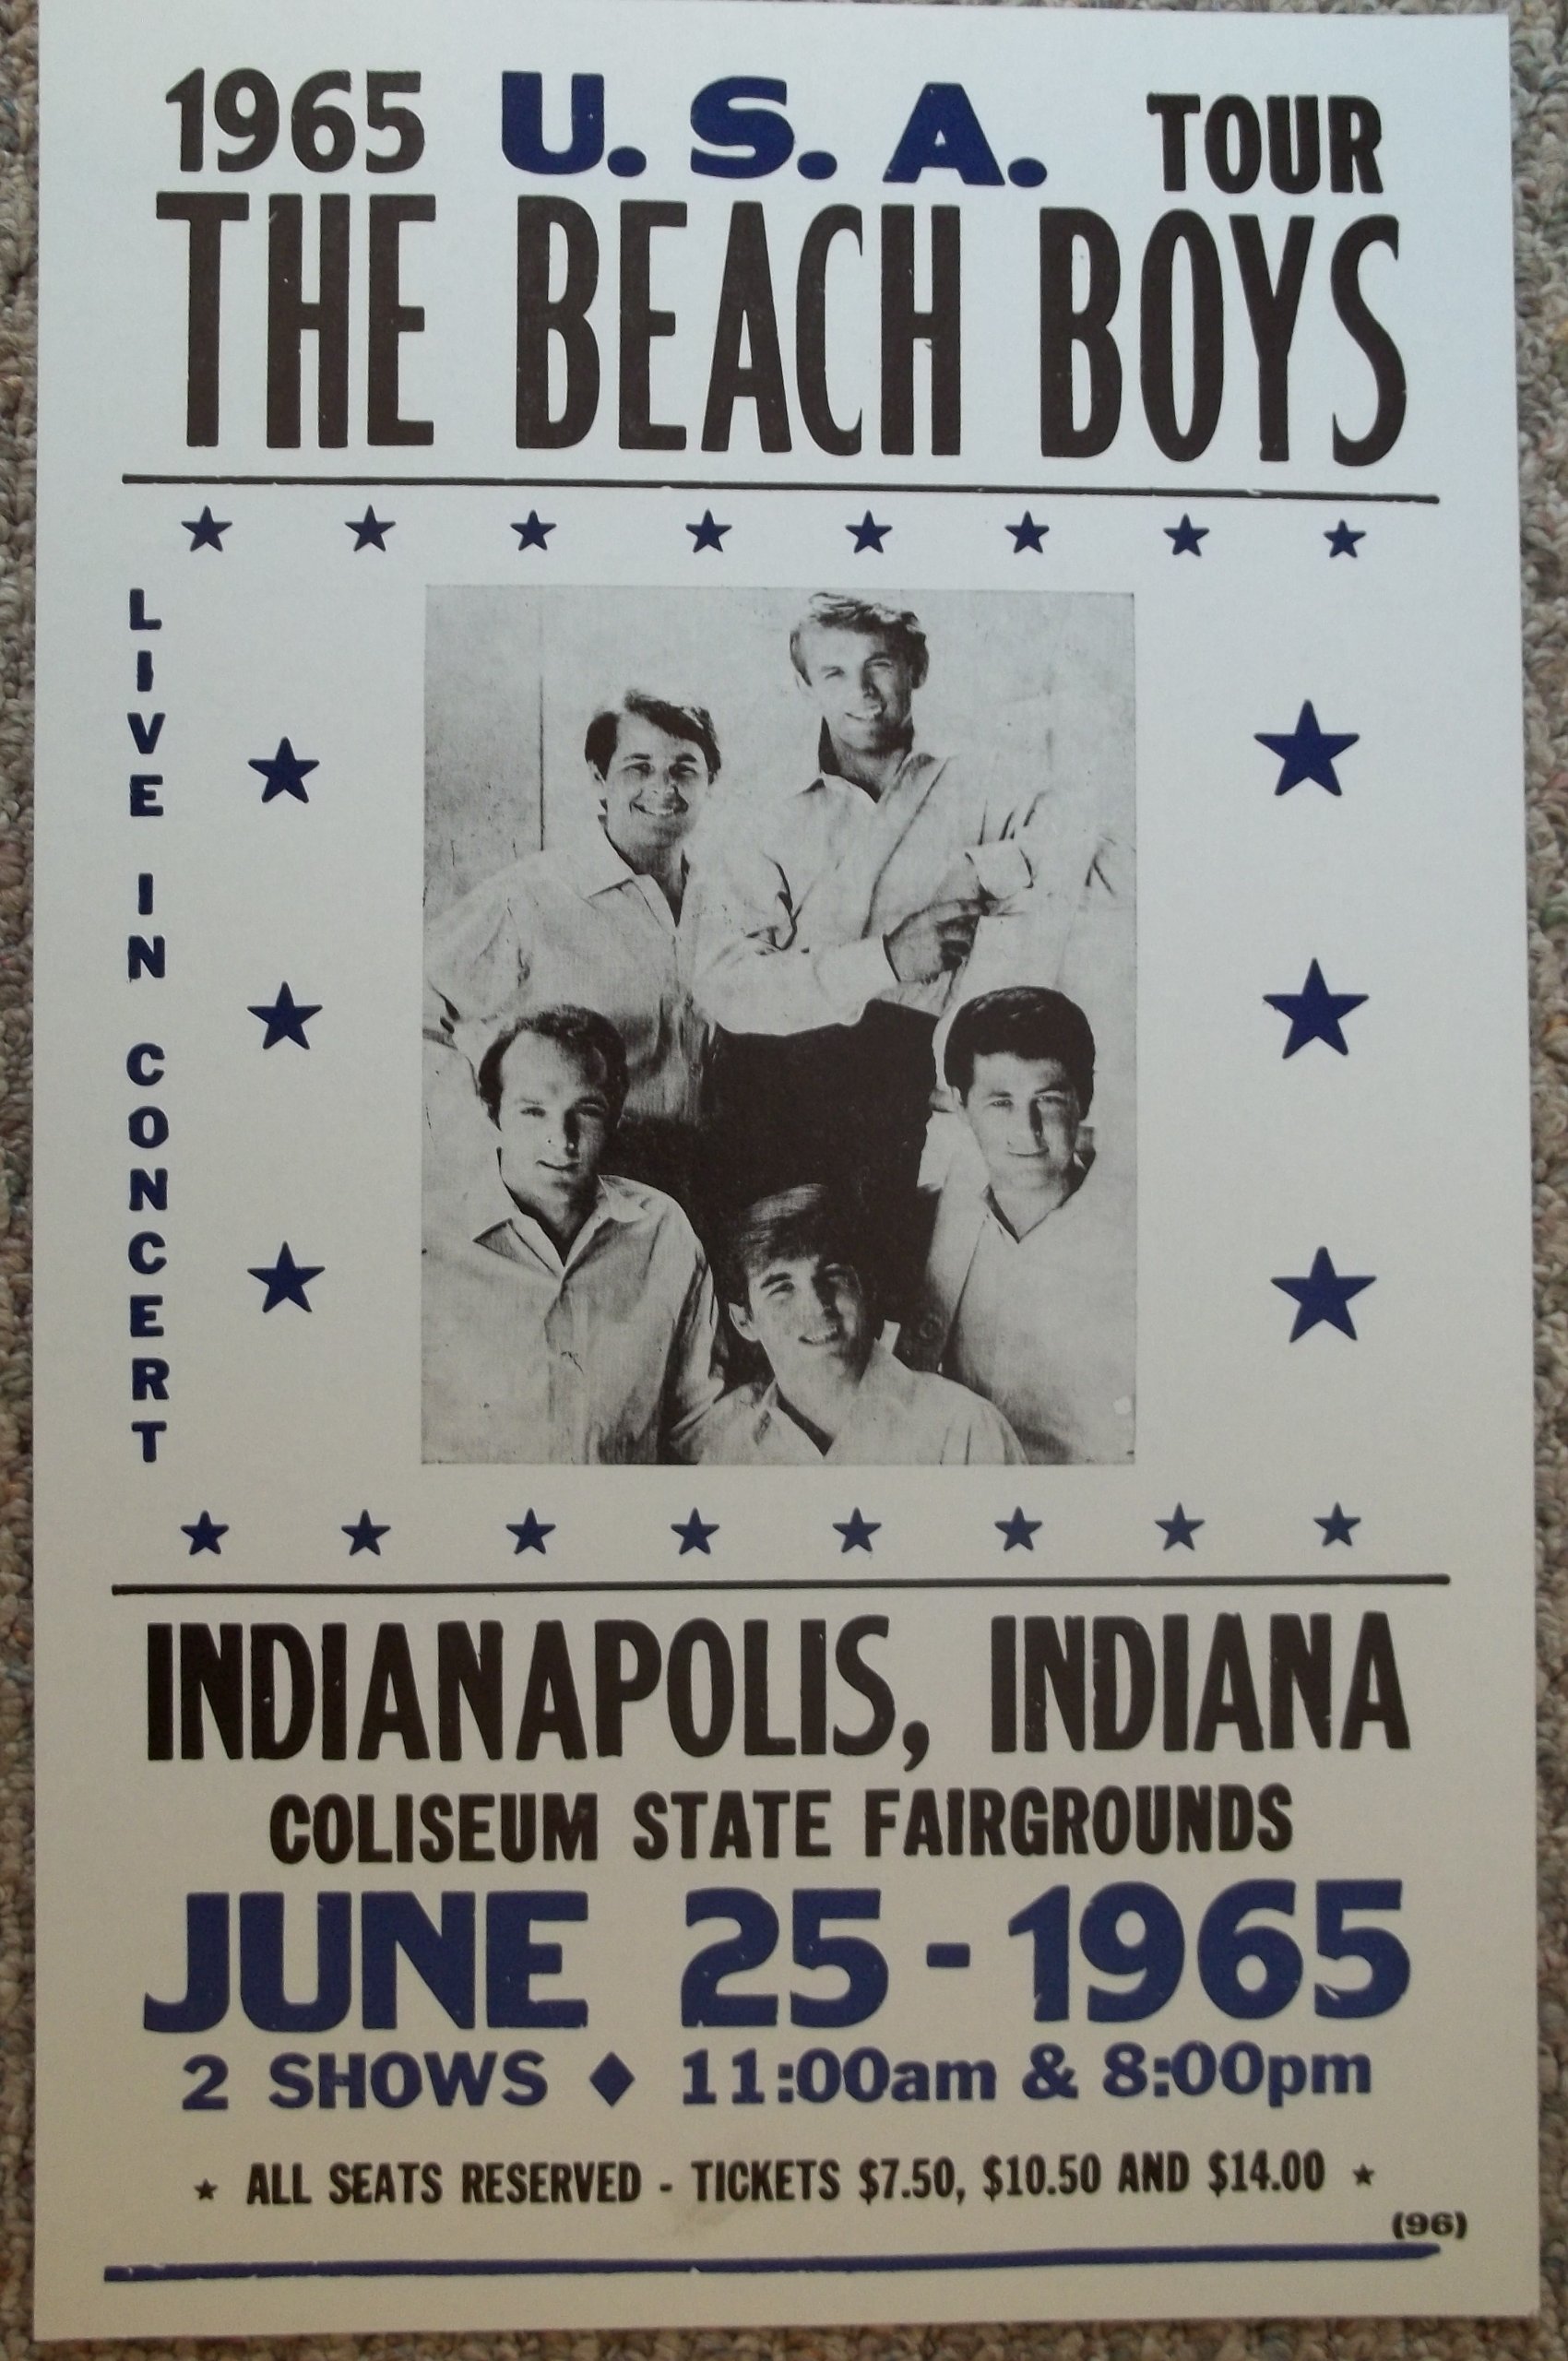 1965 U. S. A. TOUR
THE BEACH BOYS
LIVE IN CONCERT
INDIANAPOLIS, INDIANA
COLISEUM STATE FAIRGROUNDS
JUNE 25 - 1965
2 SHOWS ♦ 11:00am & 8:00pm
★ ALL SEATS RESERVED - TICKETS $7.50, $10.50 AND $14.00 ★
(96)